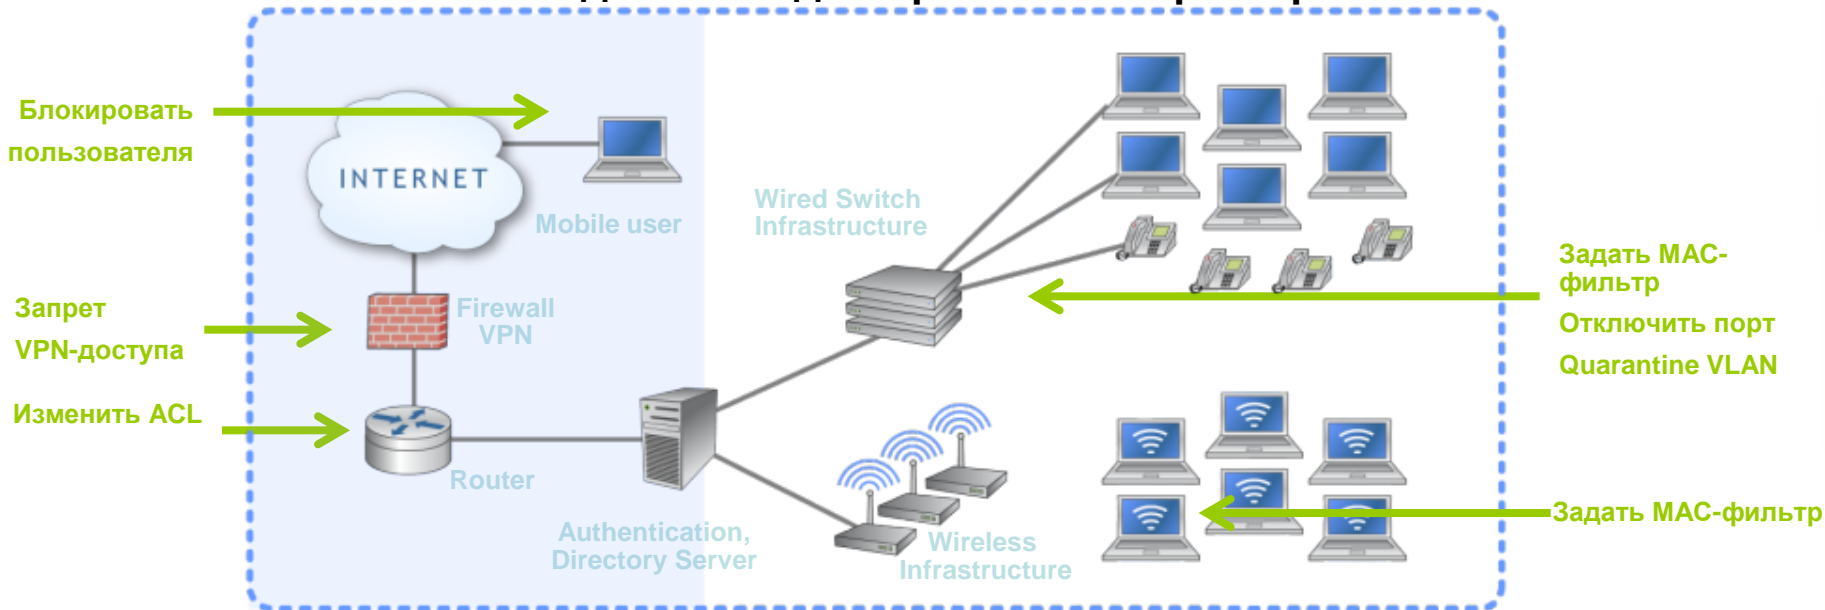 Блокировать
пользователя
INTERNET
Mobile user
Запрет
VPN-доступа
Firewall
VPN
Изменить ACL
Router
Authentication,
Directory Server
Wired Switch
Infrastructure
Wireless
Infrastructure
Задать MAC-
фильтр
Отключить порт
Quarantine VLAN
Задать MAC-фильтр